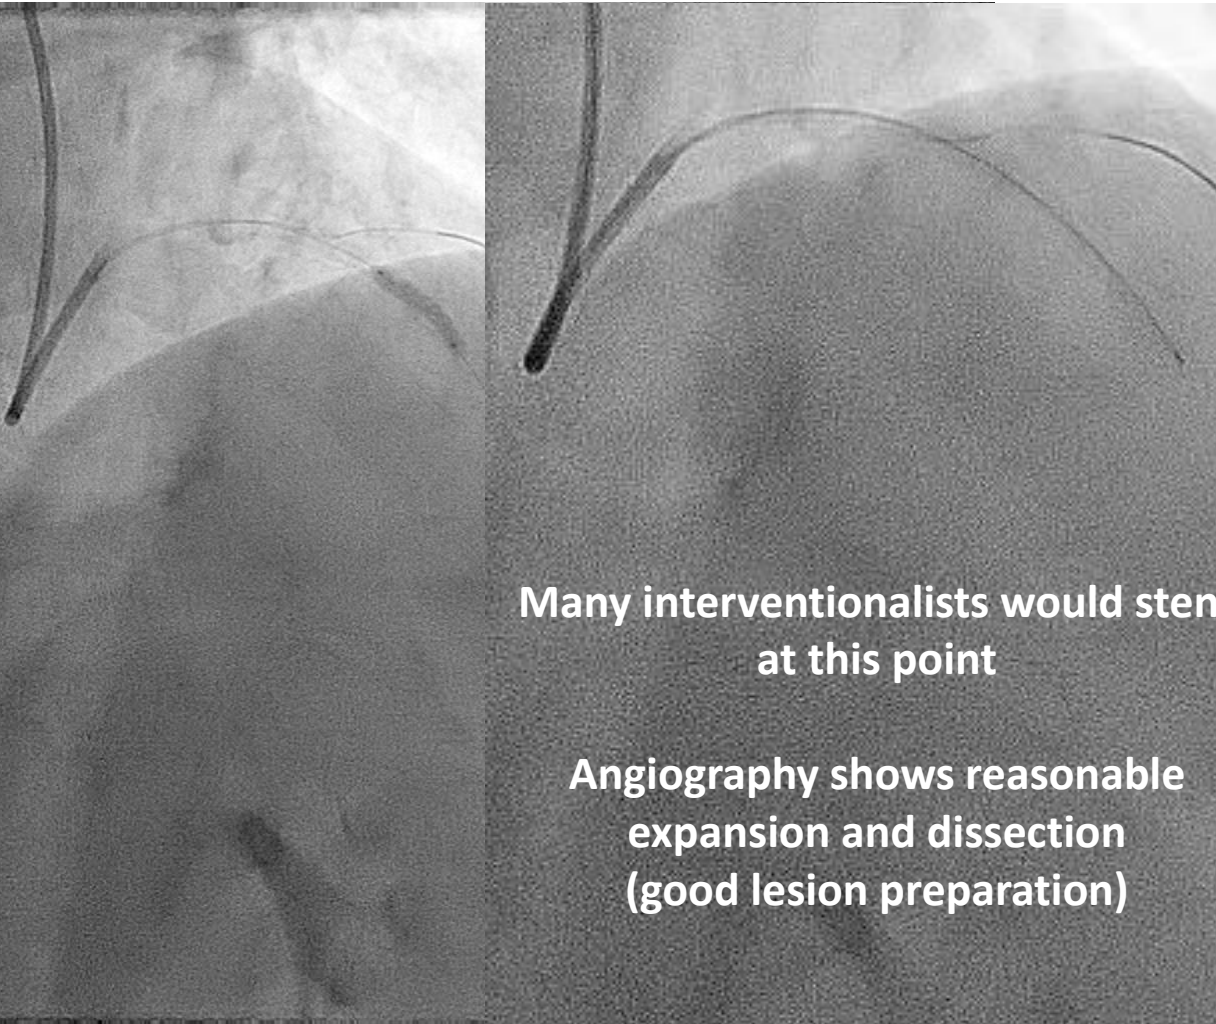 Many interventionalists would sten
at this point
Angiography shows reasonable
expansion and dissection
(good lesion preparation)